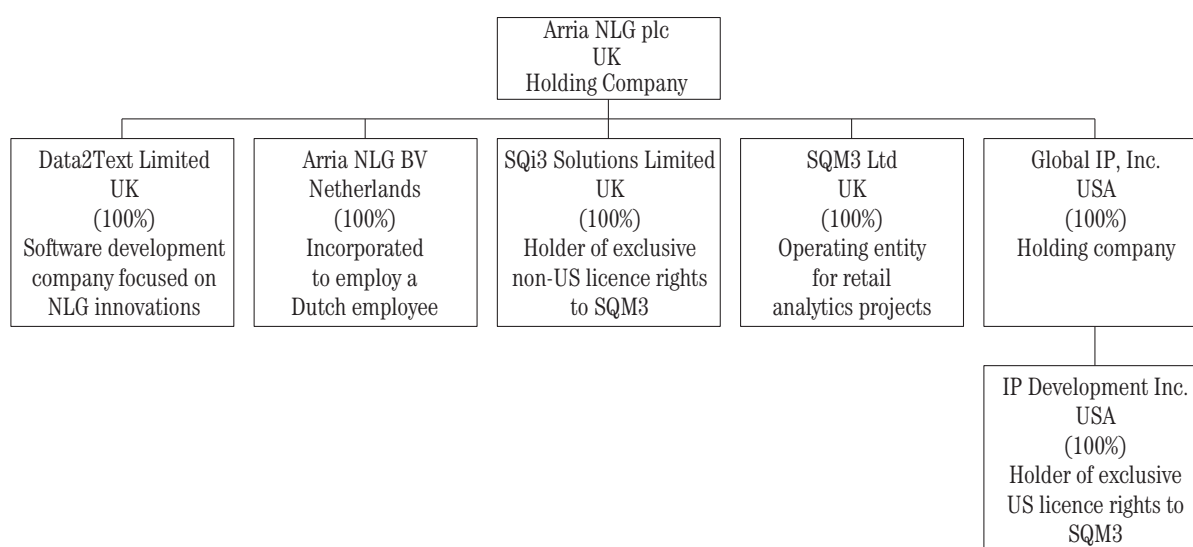 Arria NLG plc
UK
Holding Company
Data2Text Limited
UK
(100%)
Software development
company focused on
NLG innovations
Arria NLG BV
Netherlands
(100%)
Incorporated
to employ a
Dutch employee
SQi3 Solutions Limited
UK
(100%)
Holder of exclusive
non-US licence rights
to SQM3
SQM3 Ltd
UK
(100%)
Operating entity
for retail
analytics projects
Global IP, Inc.
USA
(100%)
Holding company
IP Development Inc.
USA
(100%)
Holder of exclusive
US licence rights to
SQM3